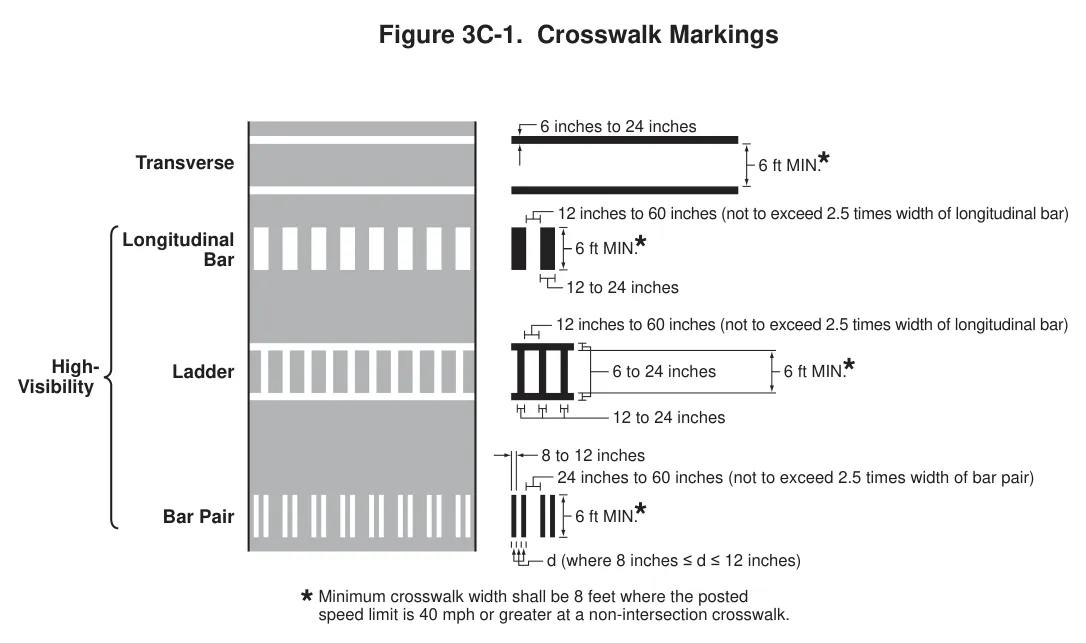 Figure 3C-1. Crosswalk Markings
6 inches to 24 inches
Transverse
6 ft MIN.*
12 inches to 60 inches (not to exceed 2.5 times width of longitudinal bar)
Longitudinal
Bar
6 ft MIN.*
12 to 24 inches
12 inches to 60 inches (not to exceed 2.5 times width of longitudinal bar)
High-
Visibility
Ladder
6 to 24 inches
6 ft MIN.*
12 to 24 inches
8 to 12 inches
24 inches to 60 inches (not to exceed 2.5 times width of bar pair)
Bar Pair
6 ft MIN.*
d (where 8 inches ≤ d ≤ 12 inches)
* Minimum crosswalk width shall be 8 feet where the posted
speed limit is 40 mph or greater at a non-intersection crosswalk.